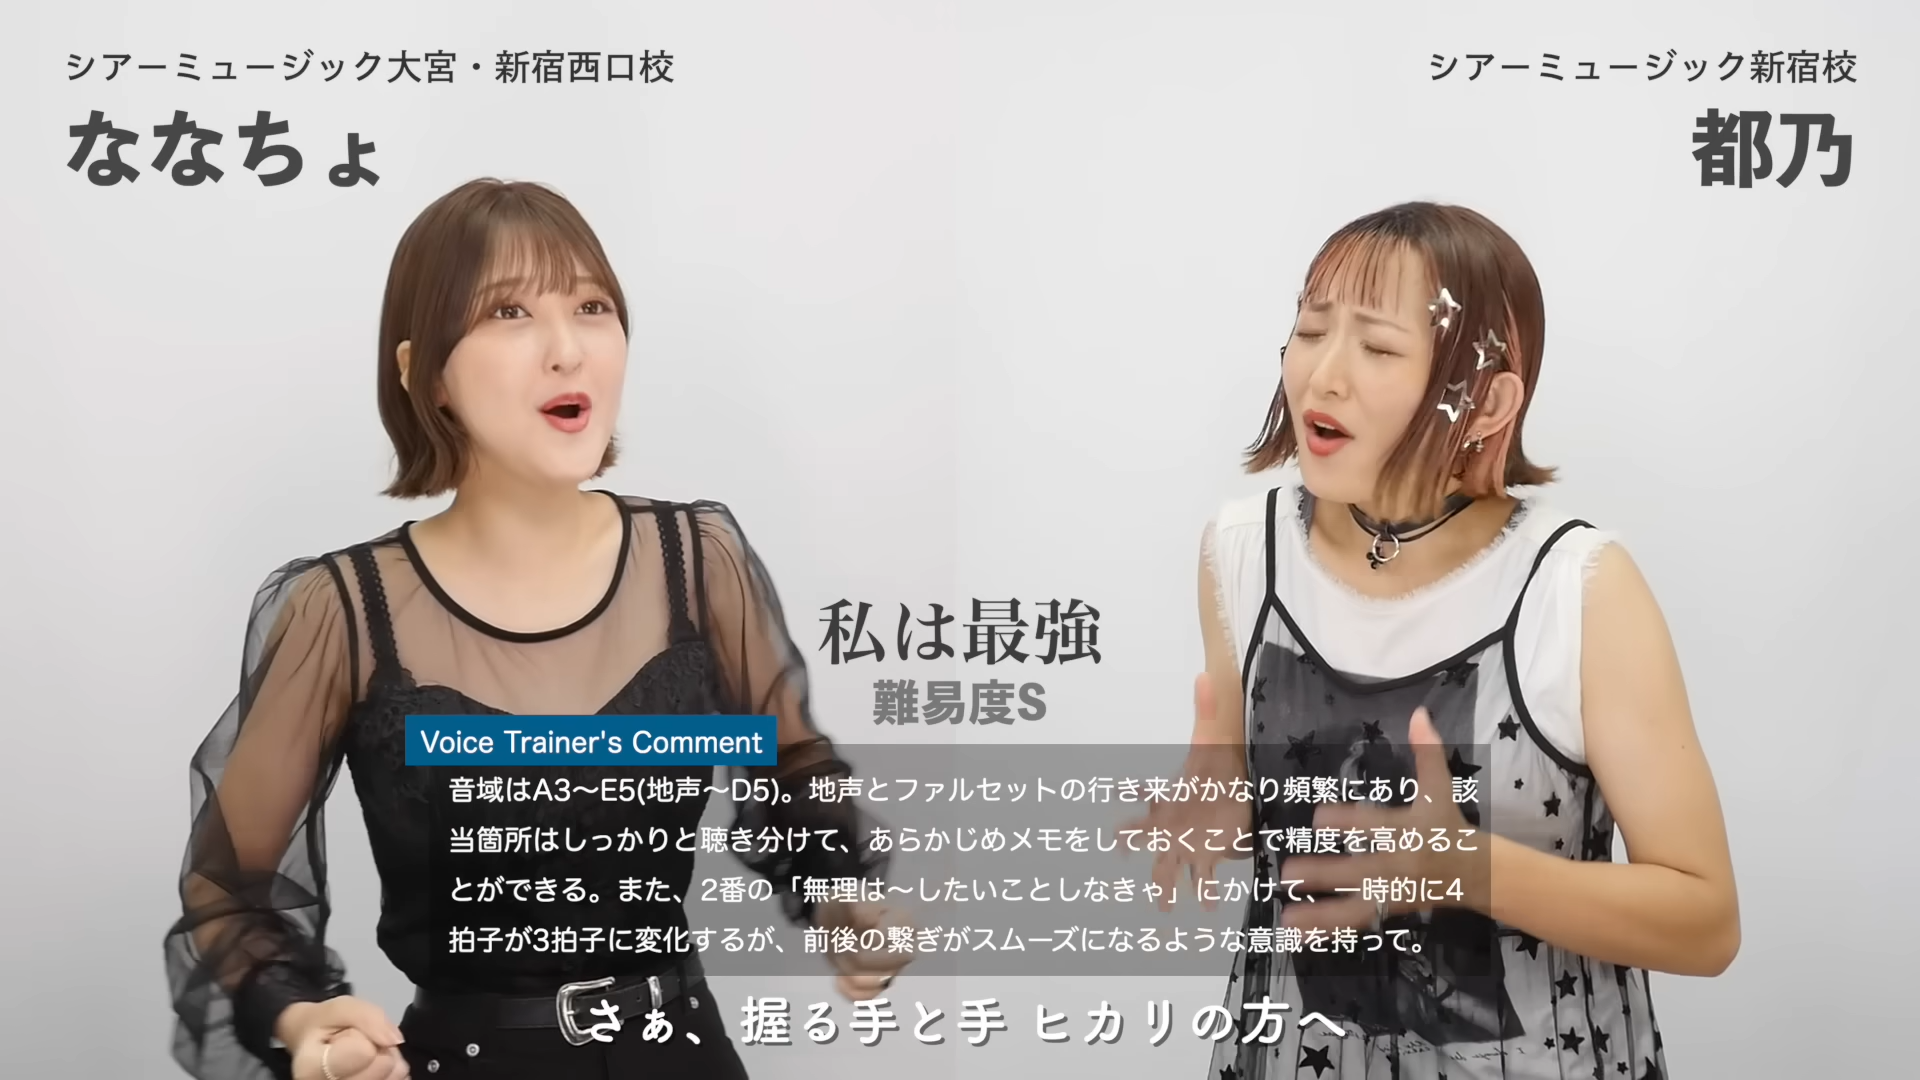 シアーミュージック大宮・新宿西口校
ななちょ
シアーミュージック新宿校
都乃
私は最強
難易度S
Voice Trainer's Comment
音域はA3〜E5(地声〜D5)。地声とファルセットの行き来がかなり頻繁にあり、該
当箇所はしっかりと聴き分けて、あらかじめメモをしておくことで精度を高めるこ
とができる。また、2番の「無理は〜したいことしなきゃ」にかけて、一時的に4
拍子が3拍子に変化するが、前後の繋ぎがスムーズになるような意識を持って。
さぁ、握る手と手 ヒカリの方へ